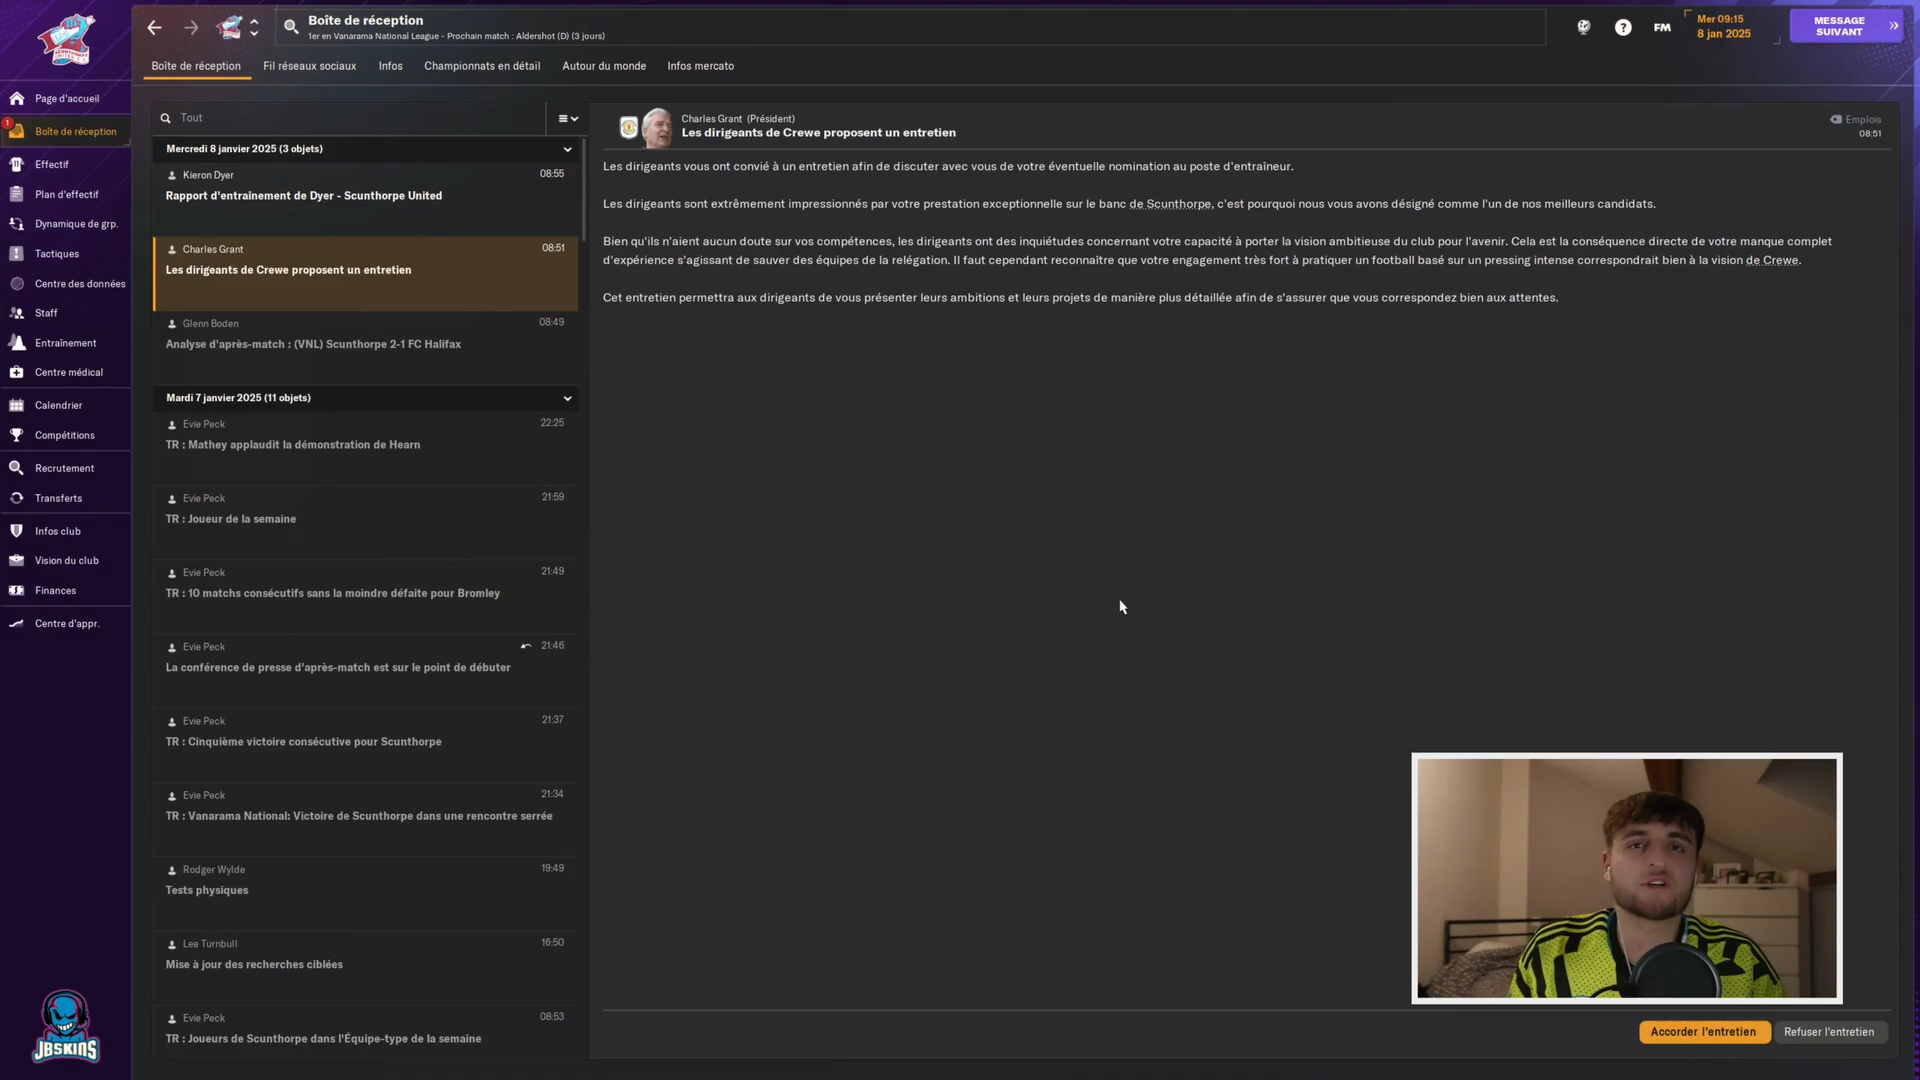 Boîte de réception
1er en Vanarama National League - Prochain match : Aldershot (D) (3 jours)
FM
Mer 09:15
8 jan 2025
MESSAGE
SUIVANT
Boîte de réception
Fil réseaux sociaux
Infos
Championnats en détail
Autour du monde
Infos mercato
Page d'accueil
1
Boîte de réception
Effectif
Plan d'effectif
Dynamique de grp.
Tactiques
Centre des données
Staff
Entraînement
Centre médical
Calendrier
Compétitions
Recrutement
Transferts
Infos club
Vision du club
Finances
Centre d'appr.
JBSKINS
Tout
Mercredi 8 janvier 2025 (3 objets)
Kieron Dyer 08:55
Rapport d'entraînement de Dyer - Scunthorpe United
Charles Grant 08:51
Les dirigeants de Crewe proposent un entretien
Glenn Boden 08:49
Analyse d'après-match : (VNL) Scunthorpe 2-1 FC Halifax
Mardi 7 janvier 2025 (11 objets)
Evie Peck 22:25
TR : Mathey applaudit la démonstration de Hearn
Evie Peck 21:59
TR : Joueur de la semaine
Evie Peck 21:49
TR : 10 matchs consécutifs sans la moindre défaite pour Bromley
Evie Peck 21:46
La conférence de presse d'après-match est sur le point de débuter
Evie Peck 21:37
TR : Cinquième victoire consécutive pour Scunthorpe
Evie Peck 21:34
TR : Vanarama National: Victoire de Scunthorpe dans une rencontre serrée
Rodger Wylde 19:49
Tests physiques
Lee Turnbull 16:50
Mise à jour des recherches ciblées
Evie Peck 08:53
TR : Joueurs de Scunthorpe dans l'Équipe-type de la semaine
Charles Grant (Président)
Les dirigeants de Crewe proposent un entretien
Emplois
08:51
Les dirigeants vous ont convié à un entretien afin de discuter avec vous de votre éventuelle nomination au poste d'entraîneur.
Les dirigeants sont extrêmement impressionnés par votre prestation exceptionnelle sur le banc de Scunthorpe, c'est pourquoi nous vous avons désigné comme l'un de nos meilleurs candidats.
Bien qu'ils n'aient aucun doute sur vos compétences, les dirigeants ont des inquiétudes concernant votre capacité à porter la vision ambitieuse du club pour l'avenir. Cela est la conséquence directe de votre manque complet
d'expérience s'agissant de sauver des équipes de la relégation. Il faut cependant reconnaître que votre engagement très fort à pratiquer un football basé sur un pressing intense correspondrait bien à la vision de Crewe.
Cet entretien permettra aux dirigeants de vous présenter leurs ambitions et leurs projets de manière plus détaillée afin de s'assurer que vous correspondez bien aux attentes.
Accorder l'entretien
Refuser l'entretien